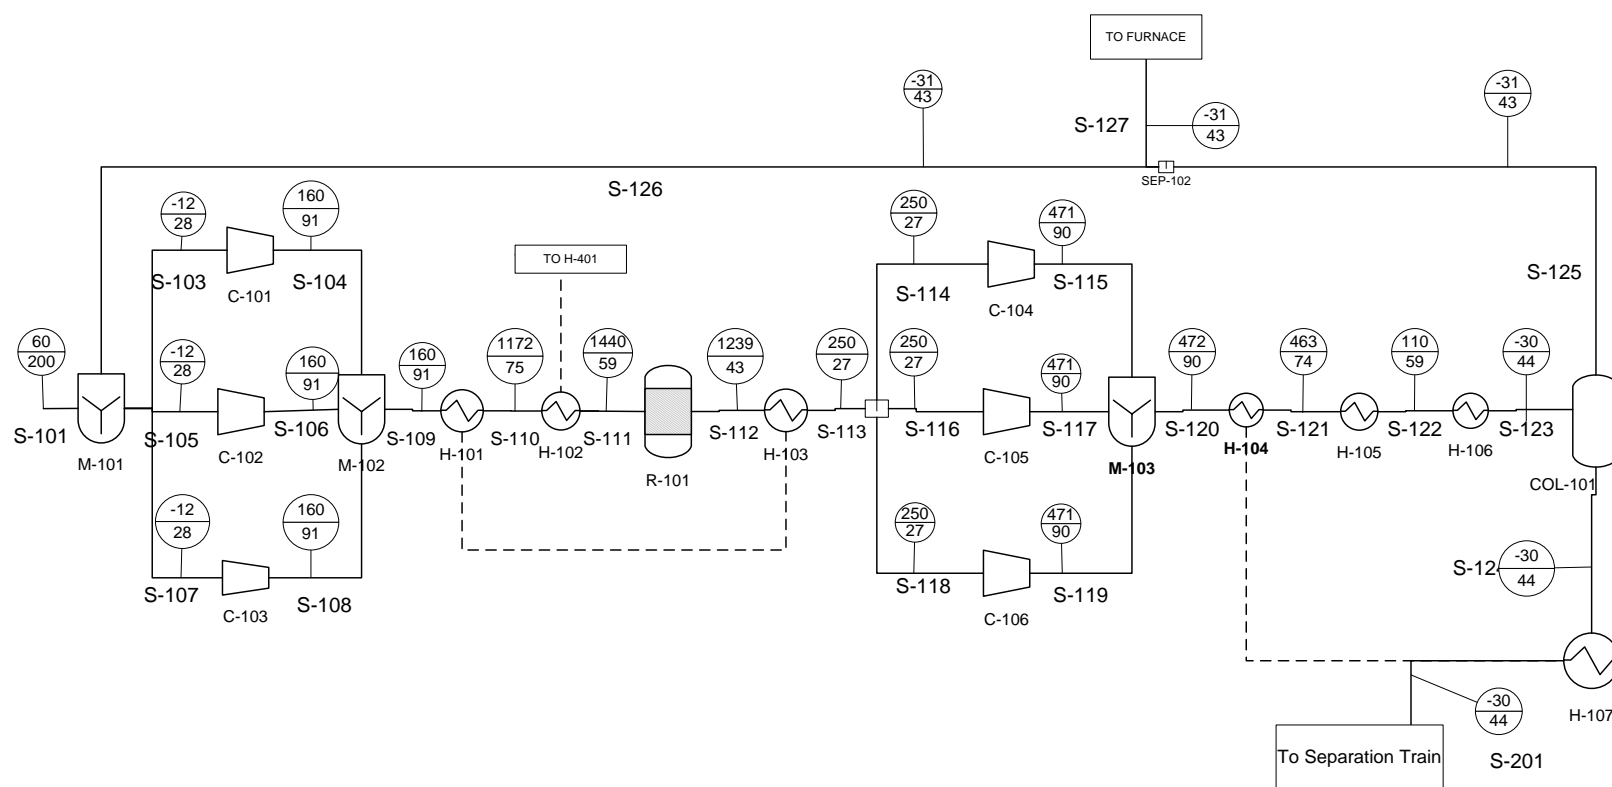 TO FURNACE
-31
43
-31
43
-31
43
S-127
SEP-102
S-126
-12
28
160
91
250
27
471
90
TO H-401
S-103
S-104
C-101
S-114
S-115
C-104
S-125
60
200
-12
28
160
91
160
91
1172
75
1440
59
1239
43
250
27
250
27
471
90
472
90
463
74
110
59
-30
44
S-101
M-101
S-105
S-106
C-102
M-102
S-109
H-101
S-110
H-102
S-111
R-101
S-112
H-103
S-113
S-116
S-117
C-105
M-103
S-120
H-104
S-121
H-105
S-122
H-106
S-123
COL-101
-12
28
160
91
250
27
471
90
S-107
S-108
C-103
S-118
S-119
C-106
S-12
-30
44
H-107
-30
44
To Separation Train
S-201